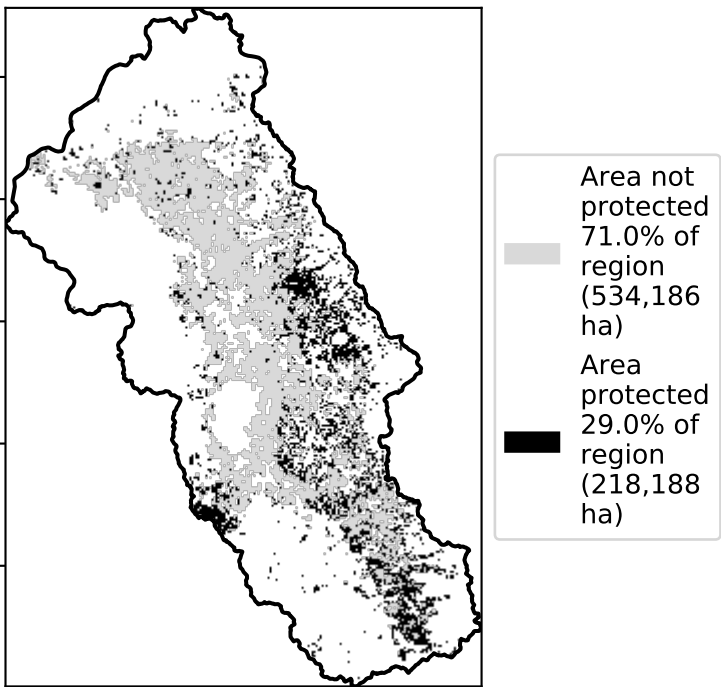 Area not
protected
71.0% of
region
(534,186
ha)
Area
protected
29.0% of
region
(218,188
ha)